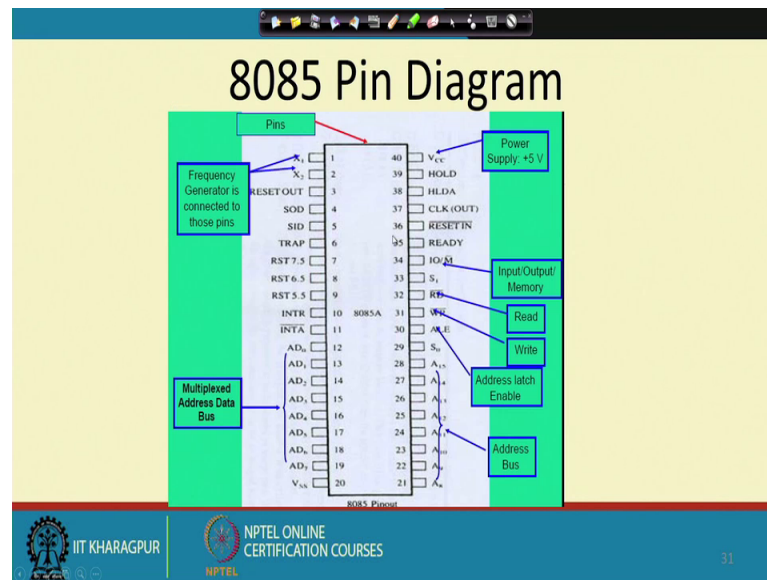 8085 Pin Diagram
Pins
Frequency
Generator is
connected to
those pins
Multiplexed
Address Data
Bus
Power
Supply: +5 V
Input/Output/
Memory
Read
Write
Address latch
Enable
Address
Bus
X₁ 1
X₂ 2
RESET OUT 3
SOD 4
SID 5
TRAP 6
RST 7.5 7
RST 6.5 8
RST 5.5 9
INTR 10
INTA 11
AD₀ 12
AD₁ 13
AD₂ 14
AD₃ 15
AD₄ 16
AD₅ 17
AD₆ 18
AD₇ 19
VSS 20
8085A
40 VCC
39 HOLD
38 HLDA
37 CLK (OUT)
36 RESET IN
35 READY
34 IO/M
33 S₁
32 RD
31 WR
30 ALE
29 S₀
28 A₁₅
27 A₁₄
26 A₁₃
25 A₁₂
24 A₁₁
23 A₁₀
22 A₉
21 A₈
8085 Pinout
IIT KHARAGPUR
NPTEL
NPTEL ONLINE
CERTIFICATION COURSES
31